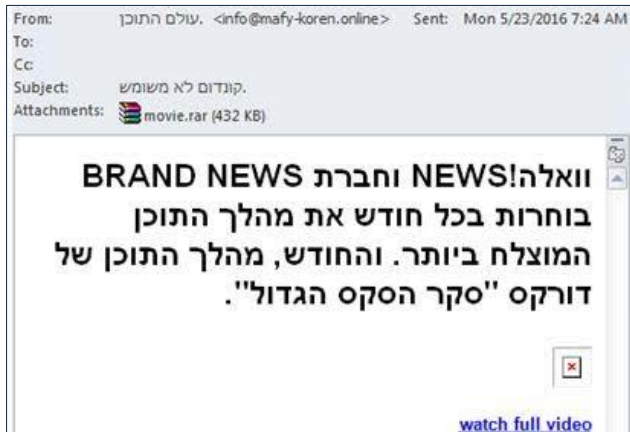 From: עולם התוכן. <info@mafy-koren.online> Sent: Mon 5/23/2016 7:24 AM
To:
Cc:
Subject: קונדום לא משומש.
Attachments: movie.rar (432 KB)
וואלה!NEWS וחברת BRAND NEWS
בוחרות בכל חודש את מהלך התוכן
המוצלח ביותר. והחודש, מהלך התוכן של
דורקס "סקר הסקס הגדול".
watch full video